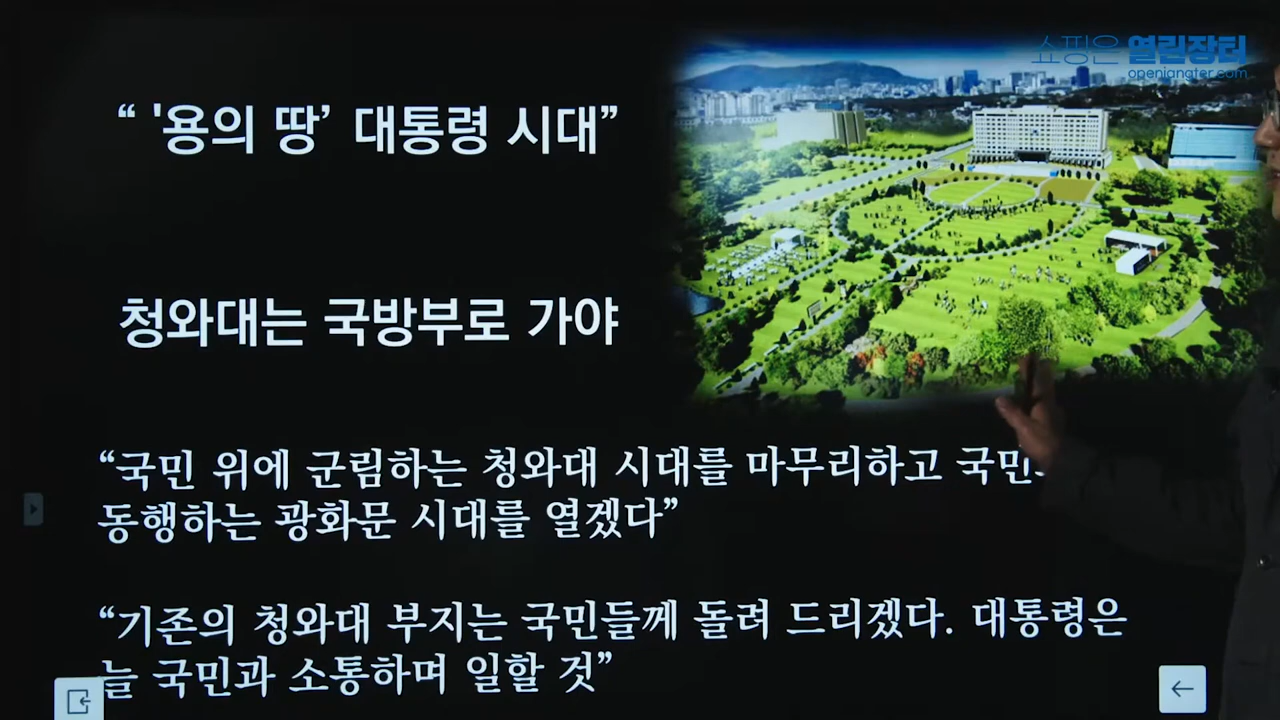 쇼핑은 열린장터
openjangter.com
“ '용의 땅’ 대통령 시대”
청와대는 국방부로 가야
“국민 위에 군림하는 청와대 시대를 마무리하고
동행하는 광화문 시대를 열겠다”
“기존의 청와대 부지는 국민들께 돌려 드리겠다. 대통령은
늘 국민과 소통하며 일할 것”